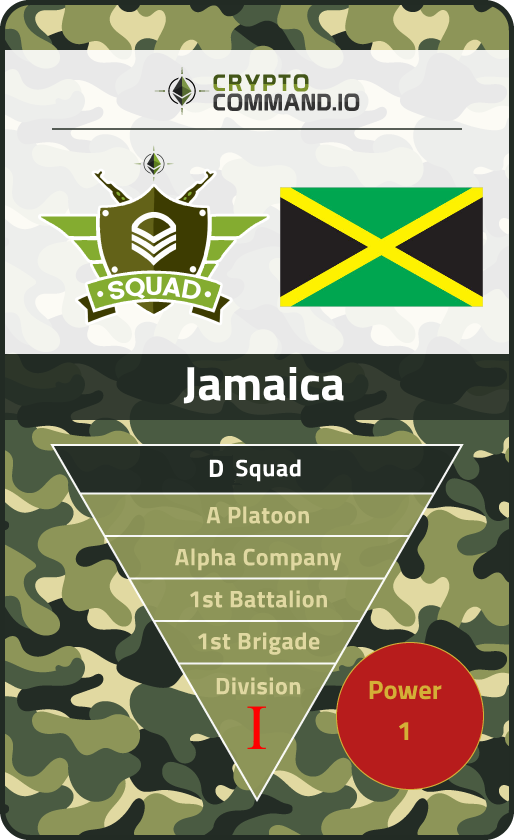 CRYPTO
COMMAND.IO
SQUAD
Jamaica
D Squad
A Platoon
Alpha Company
1st Battalion
1st Brigade
Division
I
Power
1